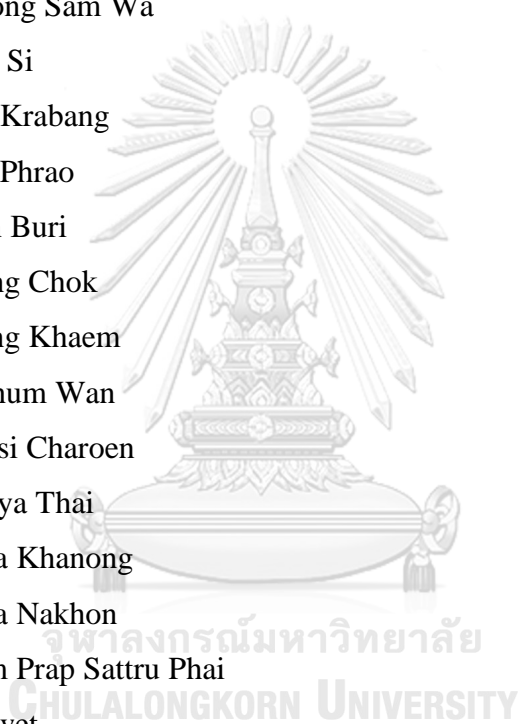 ong Sam Wa
Si
Krabang
Phrao
Buri
ng Chok
ng Khaem
num Wan
si Charoen
ya Thai
a Khanong
a Nakhon
จุฬาลงกรณ์มหาวิทยาลัย
n Prap Sattru Phai
CHULALONGKORN UNIVERSITY